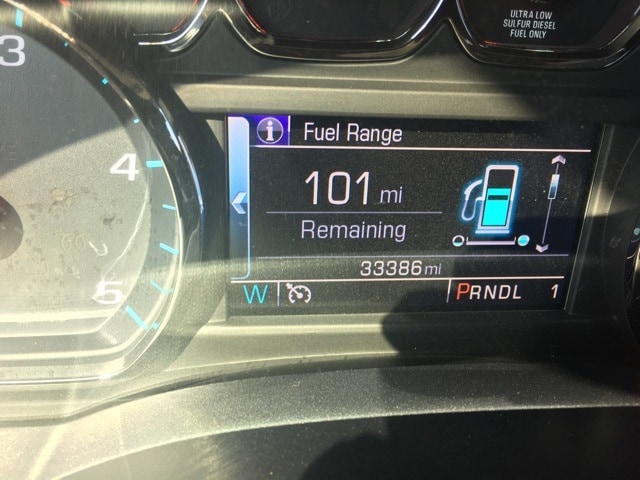 ULTRA LOW
SULFUR DIESEL
FUEL ONLY
3
4
5
i Fuel Range
101 mi
Remaining
33386 mi
W PRNDL 1